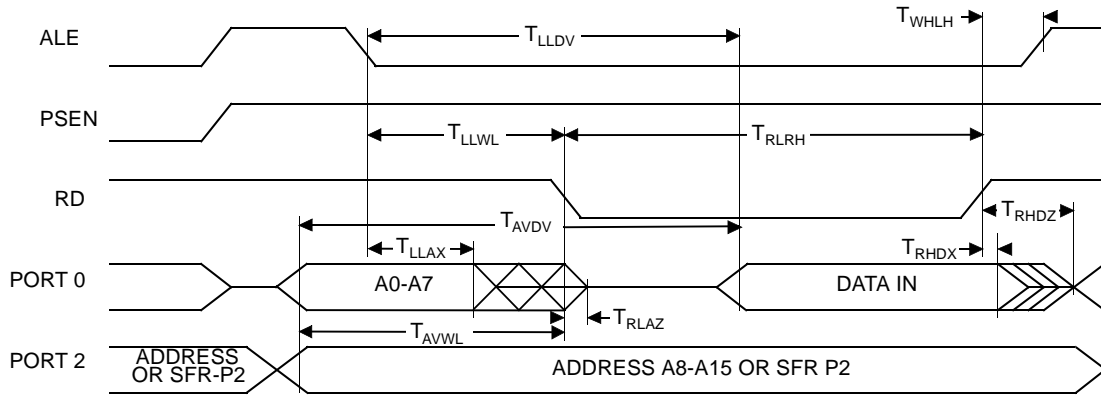 T_WHLH
ALE
T_LLDV
PSEN
T_LLWL
T_RLRH
RD
T_AVDV
T_RHDZ
T_LLAX
T_RHDX
PORT 0
A0-A7
DATA IN
T_RLAZ
T_AVWL
PORT 2
ADDRESS
OR SFR-P2
ADDRESS A8-A15 OR SFR P2